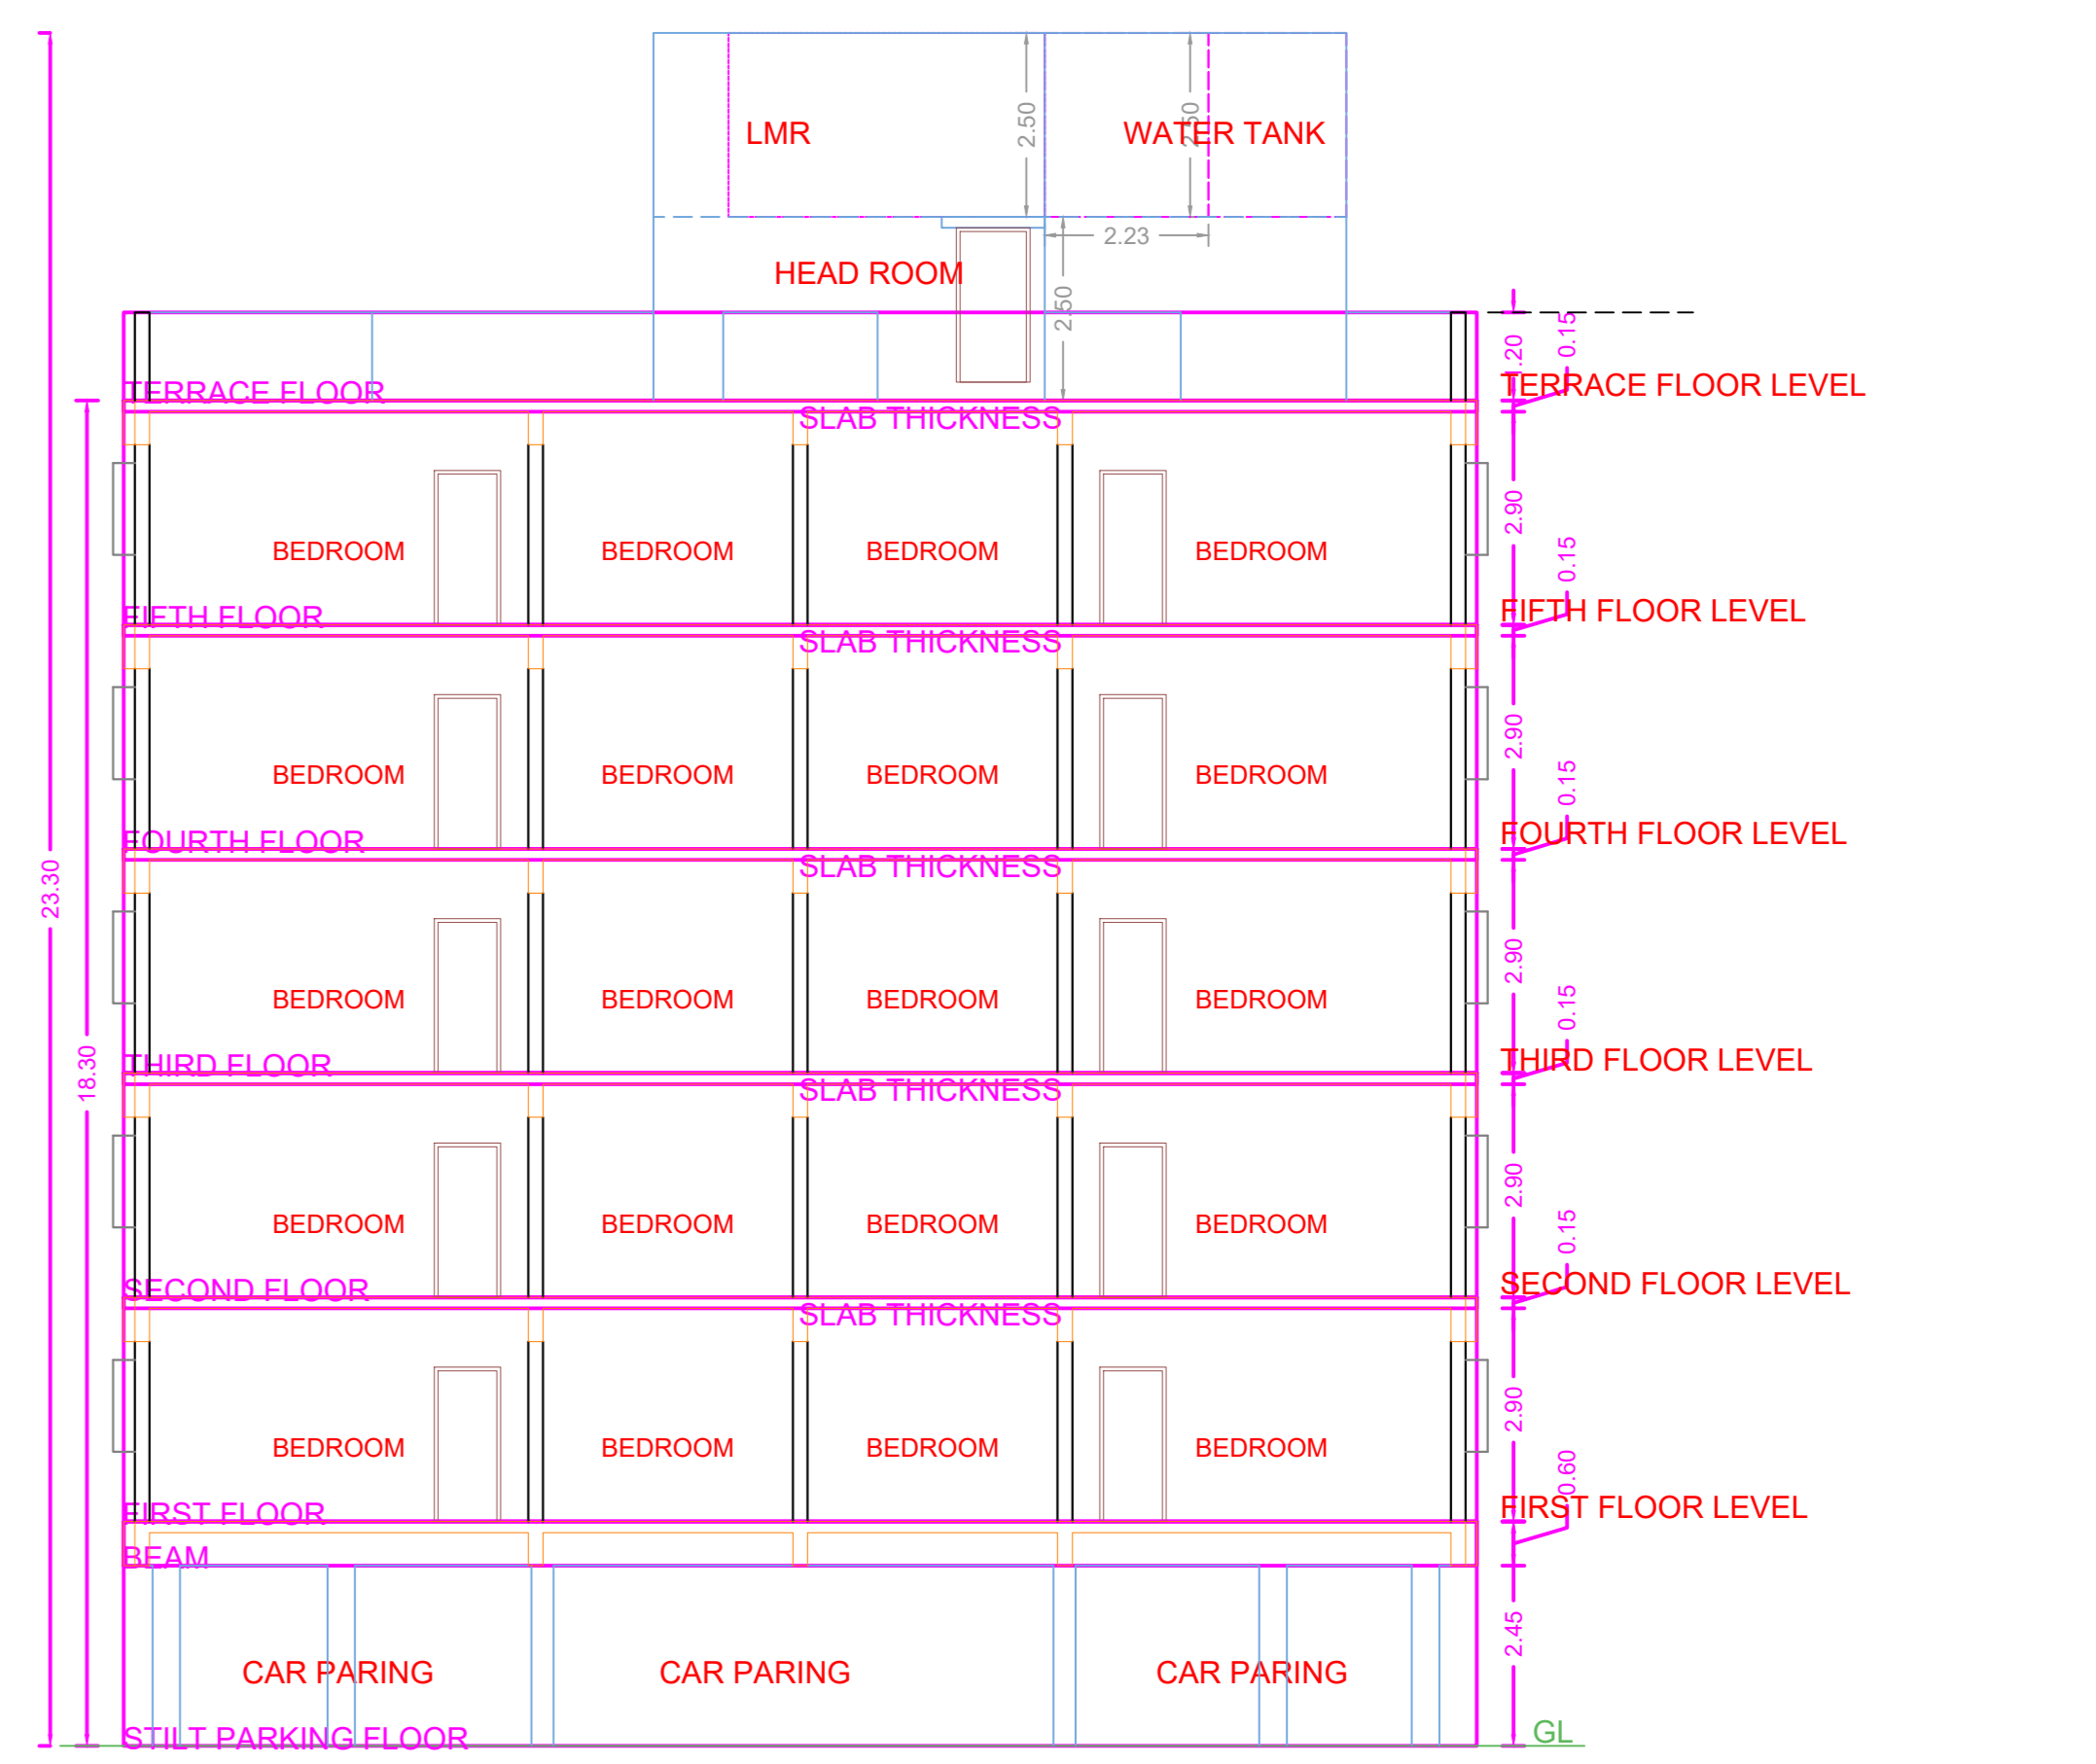 LMR
2.50
2.50
WATER TANK
2.23
HEAD ROOM
2.50
1.20
0.15
TERRACE FLOOR
TERRACE FLOOR LEVEL
SLAB THICKNESS
2.90
0.15
BEDROOM BEDROOM BEDROOM BEDROOM
FIFTH FLOOR
FIFTH FLOOR LEVEL
SLAB THICKNESS
2.90
0.15
BEDROOM BEDROOM BEDROOM BEDROOM
FOURTH FLOOR
FOURTH FLOOR LEVEL
SLAB THICKNESS
23.30
2.90
0.15
BEDROOM BEDROOM BEDROOM BEDROOM
THIRD FLOOR
THIRD FLOOR LEVEL
18.30
SLAB THICKNESS
2.90
0.15
BEDROOM BEDROOM BEDROOM BEDROOM
SECOND FLOOR
SECOND FLOOR LEVEL
SLAB THICKNESS
2.90
0.60
BEDROOM BEDROOM BEDROOM BEDROOM
FIRST FLOOR
FIRST FLOOR LEVEL
BEAM
2.45
CAR PARING CAR PARING CAR PARING
STILT PARKING FLOOR
GL